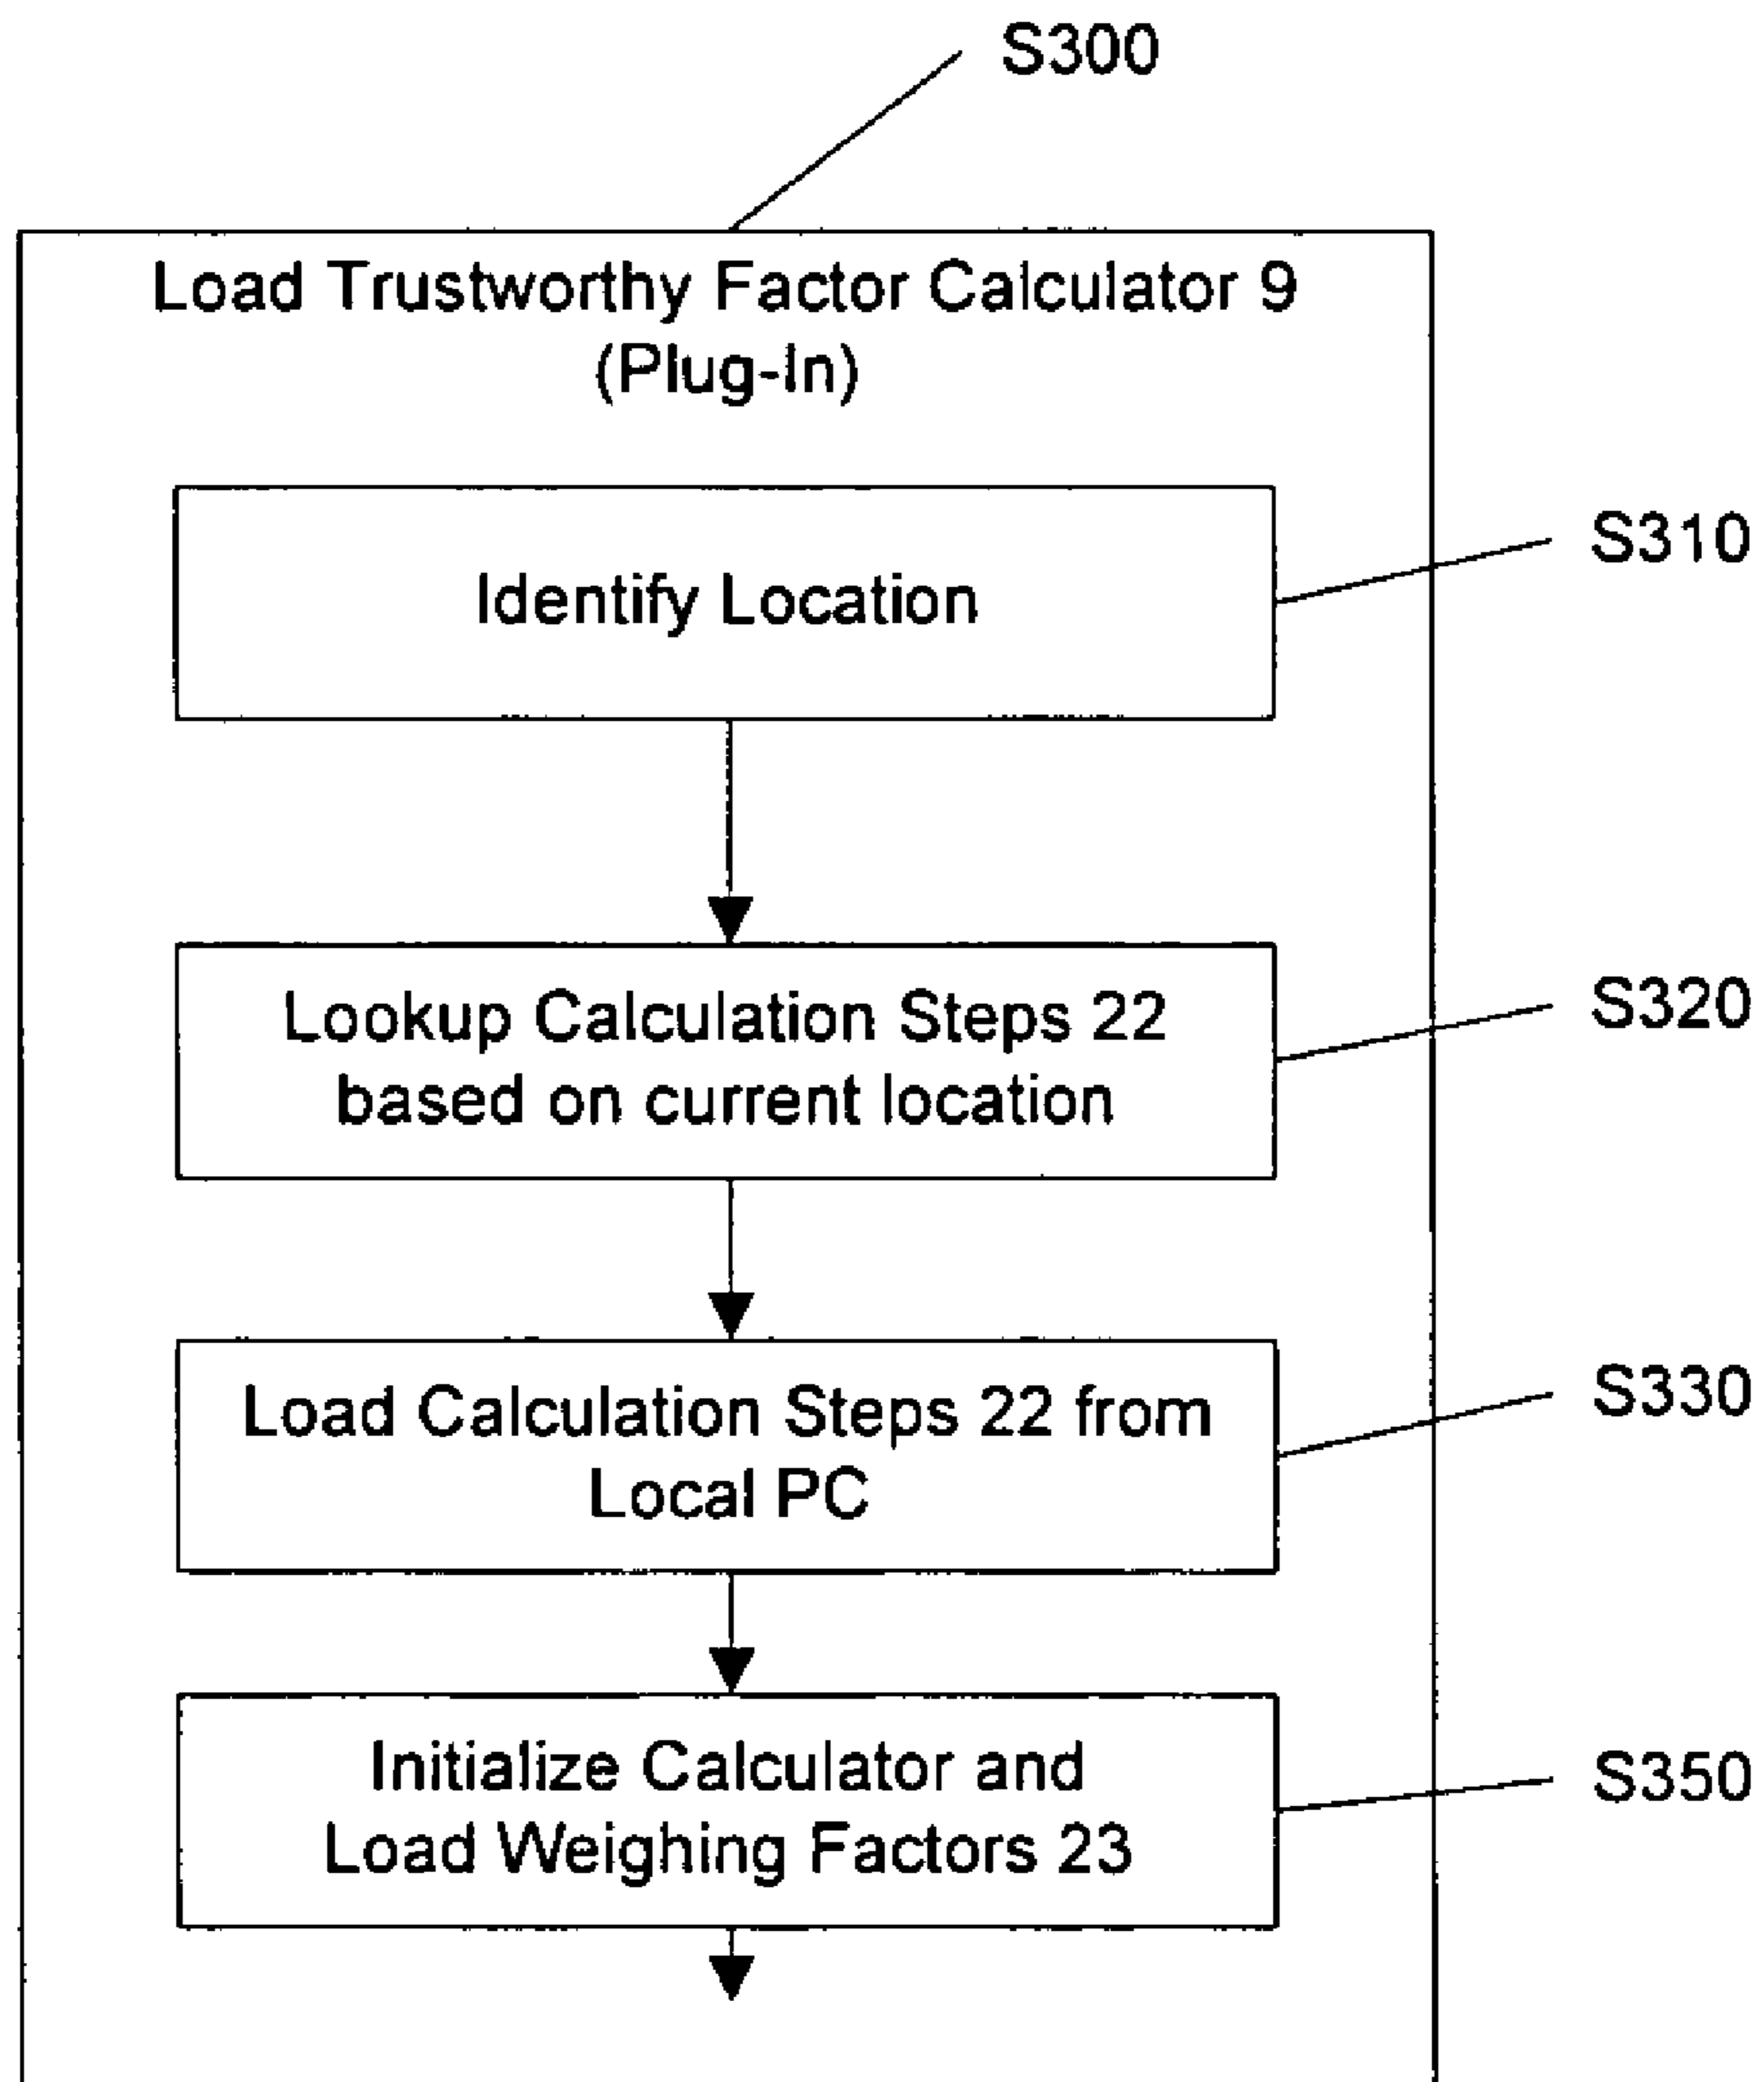 S300
Load Trustworthy Factor Calculator 9
(Plug-In)
Identify Location
S310
Lookup Calculation Steps 22
based on current location
S320
Load Calculation Steps 22 from
Local PC
S330
Initialize Calculator and
Load Weighing Factors 23
S350